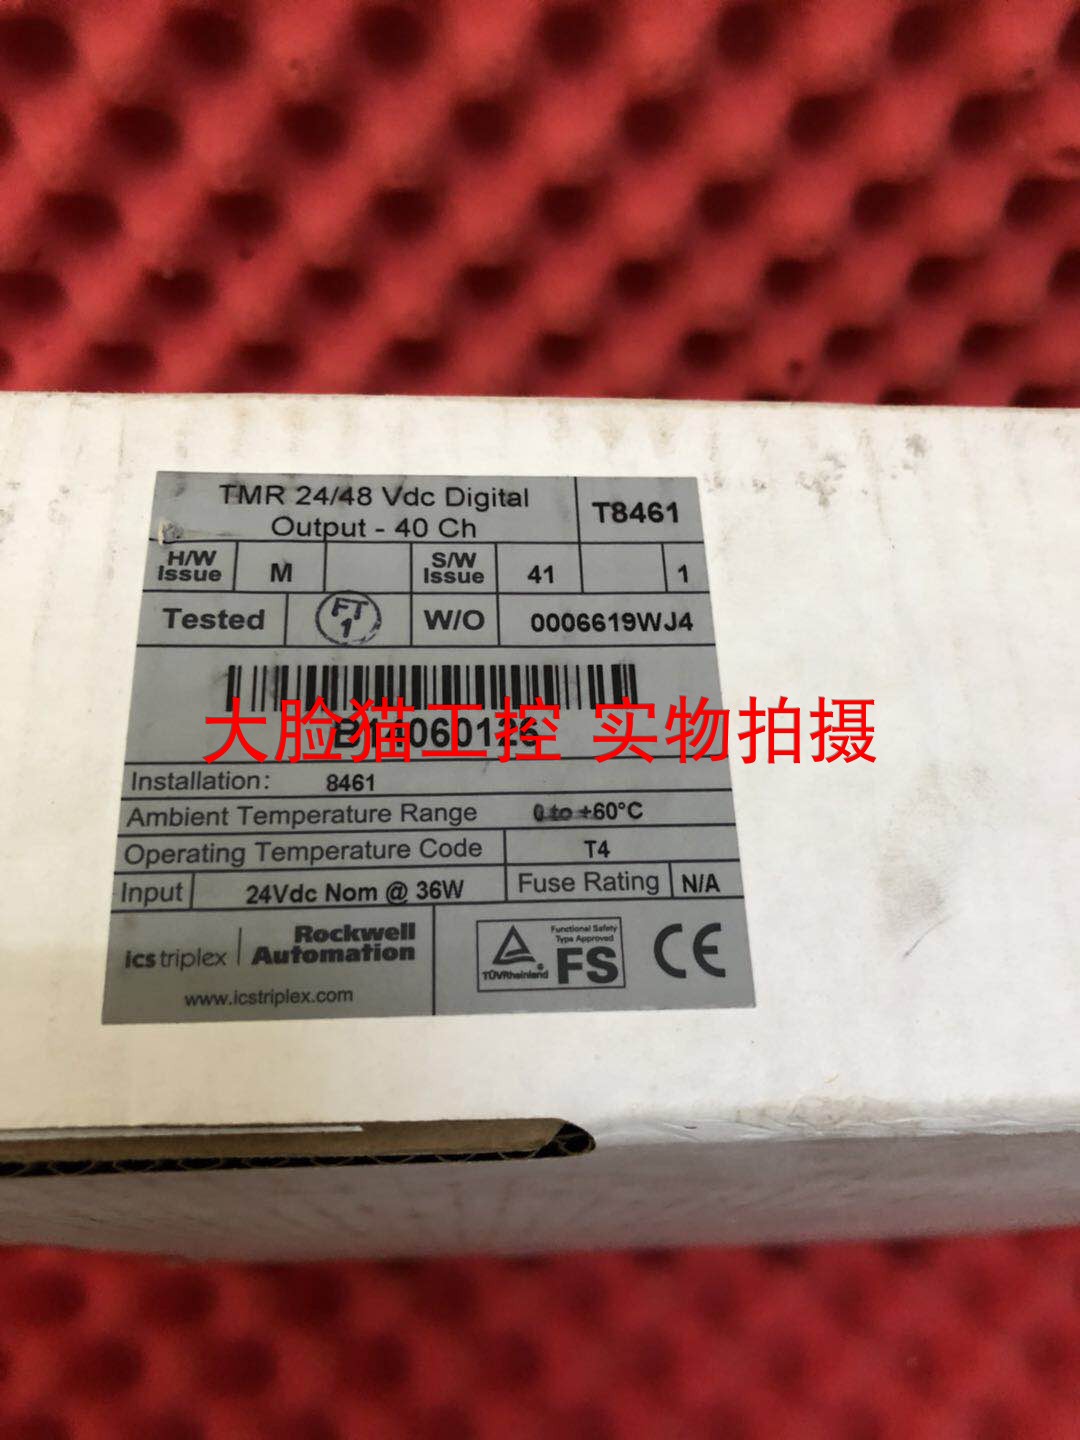 TMR 24/48 Vdc Digital
Output - 40 Ch
T8461
H/W
Issue
M
S/W
Issue
41
1
Tested
FT
1
W/O
0006619WJ4
B14060126
大脸猫工控 实物拍摄
Installation:
8461
Ambient Temperature Range
0 to +60°C
Operating Temperature Code
T4
Input
24Vdc Nom @ 36W
Fuse Rating
N/A
ics triplex
Rockwell
Automation
www.icstriplex.com
TÜVRheinland
®
Functional Safety
Type Approved
FS
CE